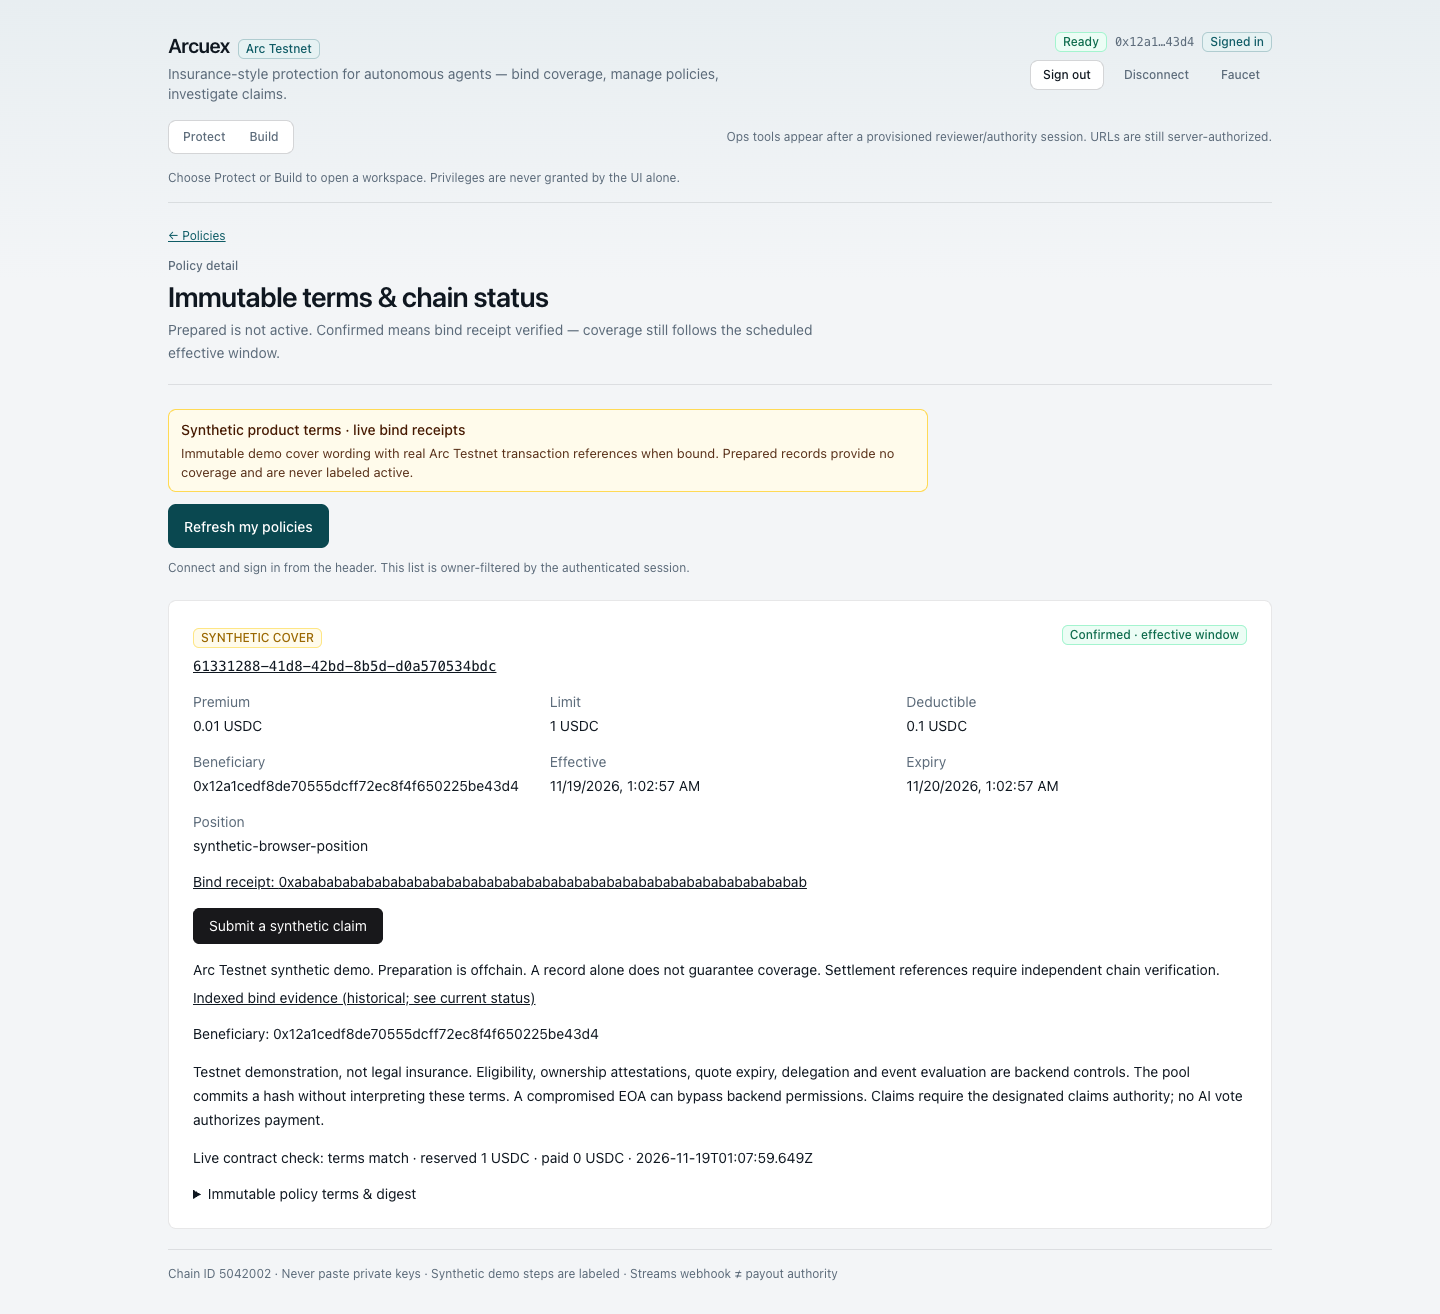 Arcuex Arc Testnet
Ready 0x12a1…43d4 Signed in
Insurance-style protection for autonomous agents — bind coverage, manage policies,
investigate claims.
Sign out Disconnect Faucet
Protect Build
Ops tools appear after a provisioned reviewer/authority session. URLs are still server-authorized.
Choose Protect or Build to open a workspace. Privileges are never granted by the UI alone.
← Policies
Policy detail
Immutable terms & chain status
Prepared is not active. Confirmed means bind receipt verified — coverage still follows the scheduled
effective window.
Synthetic product terms · live bind receipts
Immutable demo cover wording with real Arc Testnet transaction references when bound. Prepared records provide no
coverage and are never labeled active.
Refresh my policies
Connect and sign in from the header. This list is owner-filtered by the authenticated session.
SYNTHETIC COVER
Confirmed · effective window
61331288-41d8-42bd-8b5d-d0a570534bdc
Premium Limit Deductible
0.01 USDC 1 USDC 0.1 USDC
Beneficiary Effective Expiry
0x12a1cedf8de70555dcff72ec8f4f650225be43d4 11/19/2026, 1:02:57 AM 11/20/2026, 1:02:57 AM
Position
synthetic-browser-position
Bind receipt: 0xabababababababababababababababababababababababababababababababab
Submit a synthetic claim
Arc Testnet synthetic demo. Preparation is offchain. A record alone does not guarantee coverage. Settlement references require independent chain verification.
Indexed bind evidence (historical; see current status)
Beneficiary: 0x12a1cedf8de70555dcff72ec8f4f650225be43d4
Testnet demonstration, not legal insurance. Eligibility, ownership attestations, quote expiry, delegation and event evaluation are backend controls. The pool
commits a hash without interpreting these terms. A compromised EOA can bypass backend permissions. Claims require the designated claims authority; no AI vote
authorizes payment.
Live contract check: terms match · reserved 1 USDC · paid 0 USDC · 2026-11-19T01:07:59.649Z
▶ Immutable policy terms & digest
Chain ID 5042002 · Never paste private keys · Synthetic demo steps are labeled · Streams webhook ≠ payout authority